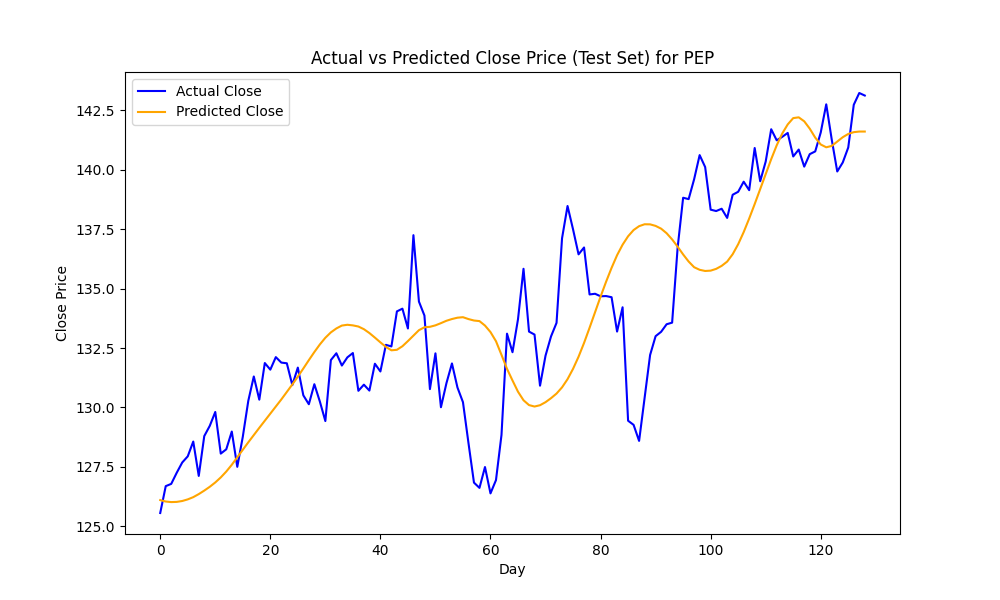 Actual vs Predicted Close Price (Test Set) for PEP
Actual Close
Predicted Close
142.5
140.0
137.5
135.0
132.5
130.0
127.5
125.0
Close Price
0 20 40 60 80 100 120
Day